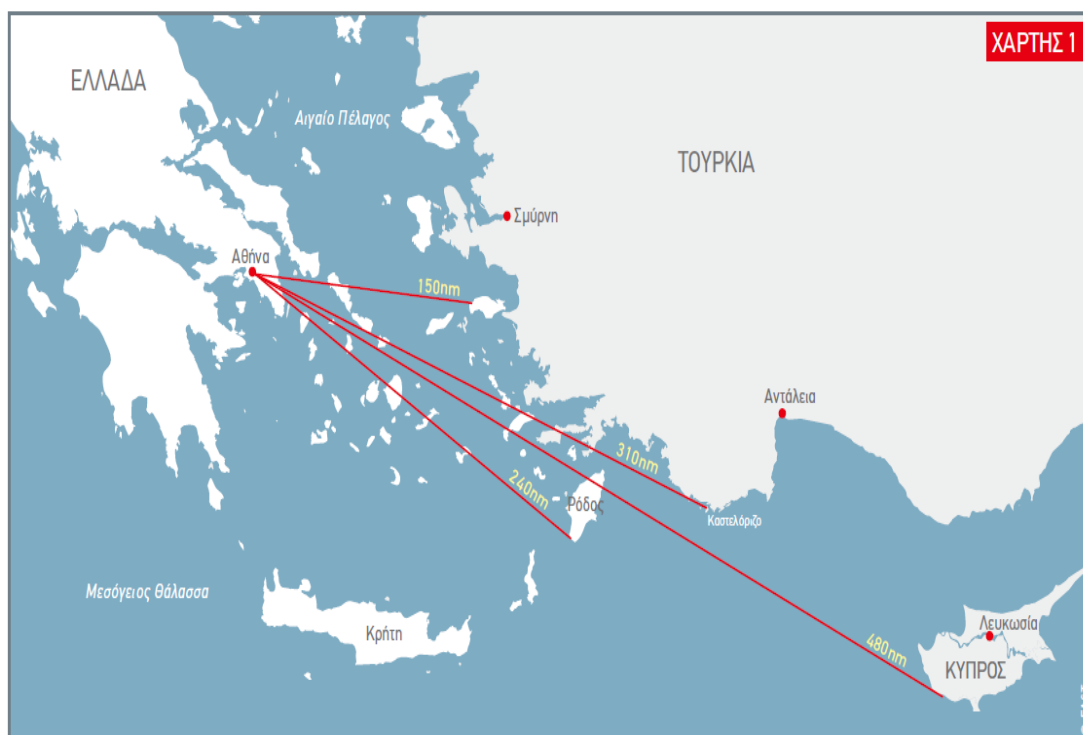 ΧΑΡΤΗΣ 1
ΕΛΛΑΔΑ
Αιγαίο Πέλαγος
ΤΟΥΡΚΙΑ
Σμύρνη
Αθήνα
150nm
Αντάλεια
310nm
240nm
Ρόδος
Καστελόριζο
Μεσόγειος Θάλασσα
Κρήτη
Λευκωσία
480nm
ΚΥΠΡΟΣ